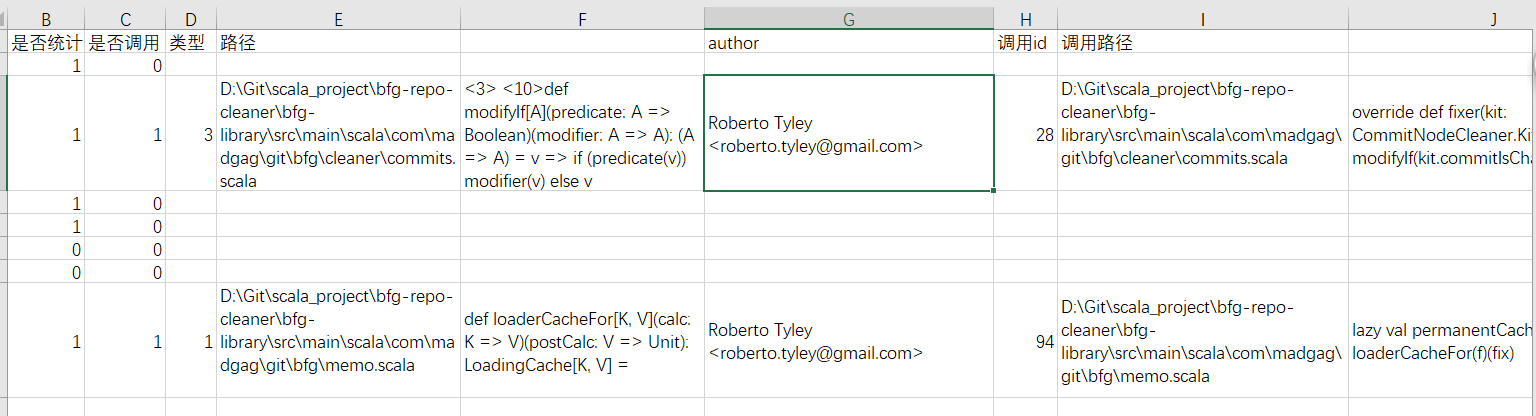 B C D E F G H I J
是否统计 是否调用 类型 路径 author 调用id 调用路径
1 0
D:\Git\scala_project\bfg-repo-
cleaner\bfg-
library\src\main\scala\com\ma
dgag\git\bfg\cleaner\commits.
scala
<3> <10>def
modifyIf[A](predicate: A =>
Boolean)(modifier: A => A): (A
=> A) = v => if (predicate(v))
modifier(v) else v
1 1 3
Roberto Tyley
<roberto.tyley@gmail.com>
28
D:\Git\scala_project\bfg-repo-
cleaner\bfg-
library\src\main\scala\com\madgag\
git\bfg\cleaner\commits.scala
override def fixer(kit:
CommitNodeCleaner.Ki
modifyIf(kit.commitIsCha
1 0
1 0
0 0
0 0
1 1 1
D:\Git\scala_project\bfg-repo-
cleaner\bfg-
library\src\main\scala\com\ma
dgag\git\bfg\memo.scala
def loaderCacheFor[K, V](calc:
K => V)(postCalc: V => Unit):
LoadingCache[K, V] =
Roberto Tyley
<roberto.tyley@gmail.com>
94
D:\Git\scala_project\bfg-repo-
cleaner\bfg-
library\src\main\scala\com\madgag\
git\bfg\memo.scala
lazy val permanentCach
loaderCacheFor(f)(fix)